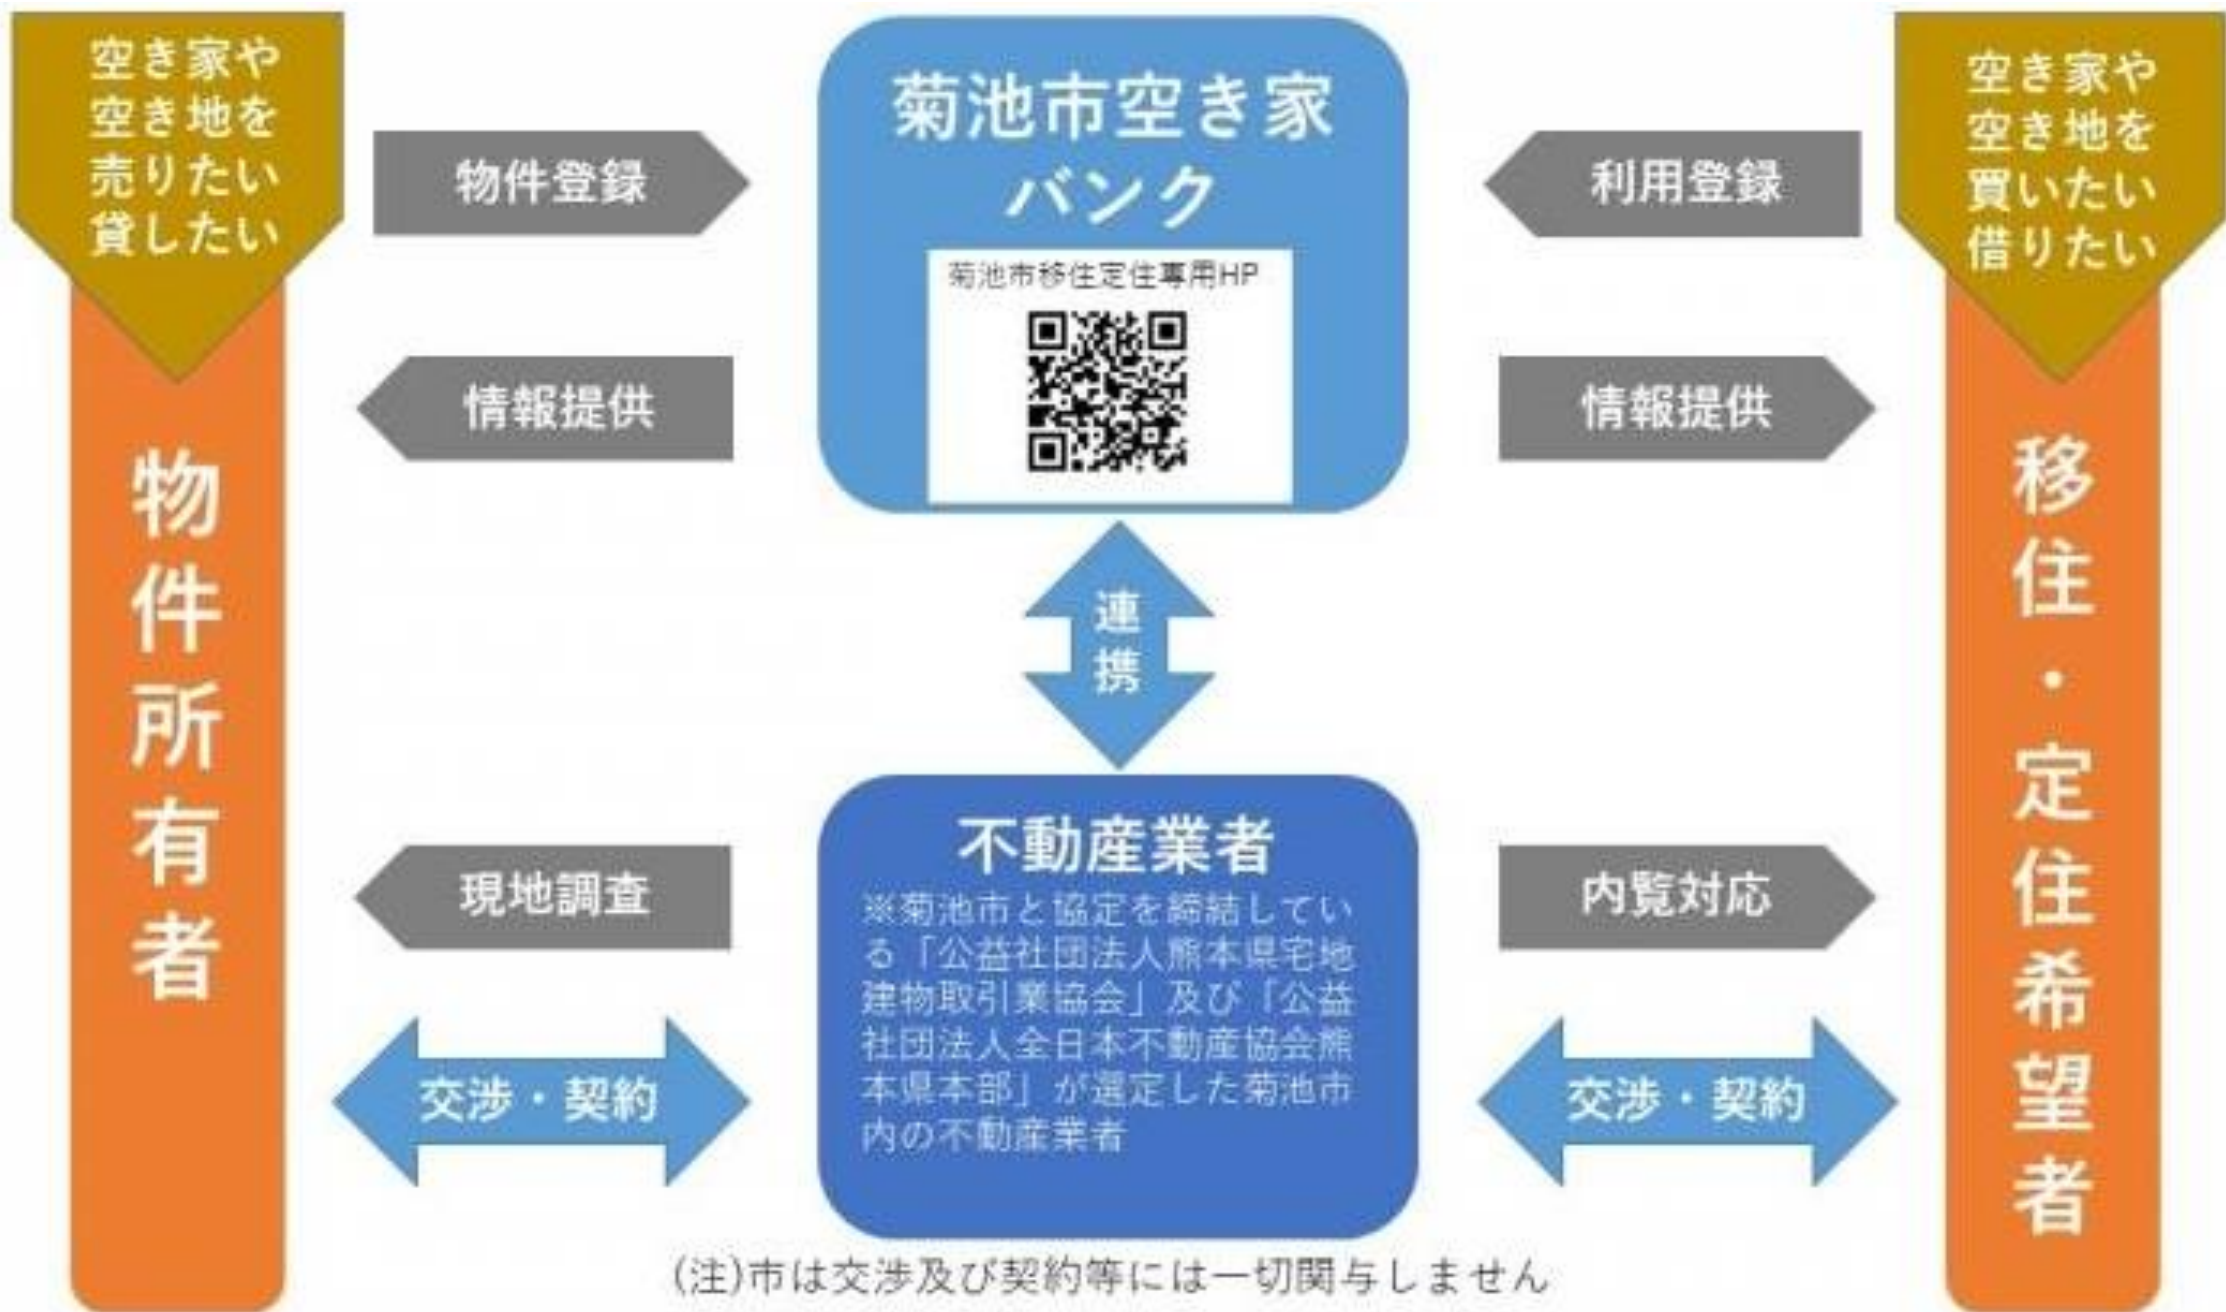 空き家や
空き地を
売りたい
貸したい
物件所有者
物件登録
情報提供
現地調査
交渉・契約
菊池市空き家
バンク
菊池市移住定住専用HP
連携
不動産業者
※菊池市と協定を締結してい
る「公益社団法人熊本県宅地
建物取引業協会」及び「公益
社団法人全日本不動産協会熊
本県本部」が選定した菊池市
内の不動産業者
利用登録
情報提供
内覧対応
交渉・契約
空き家や
空き地を
買いたい
借りたい
移住・定住希望者
(注)市は交渉及び契約等には一切関与しません